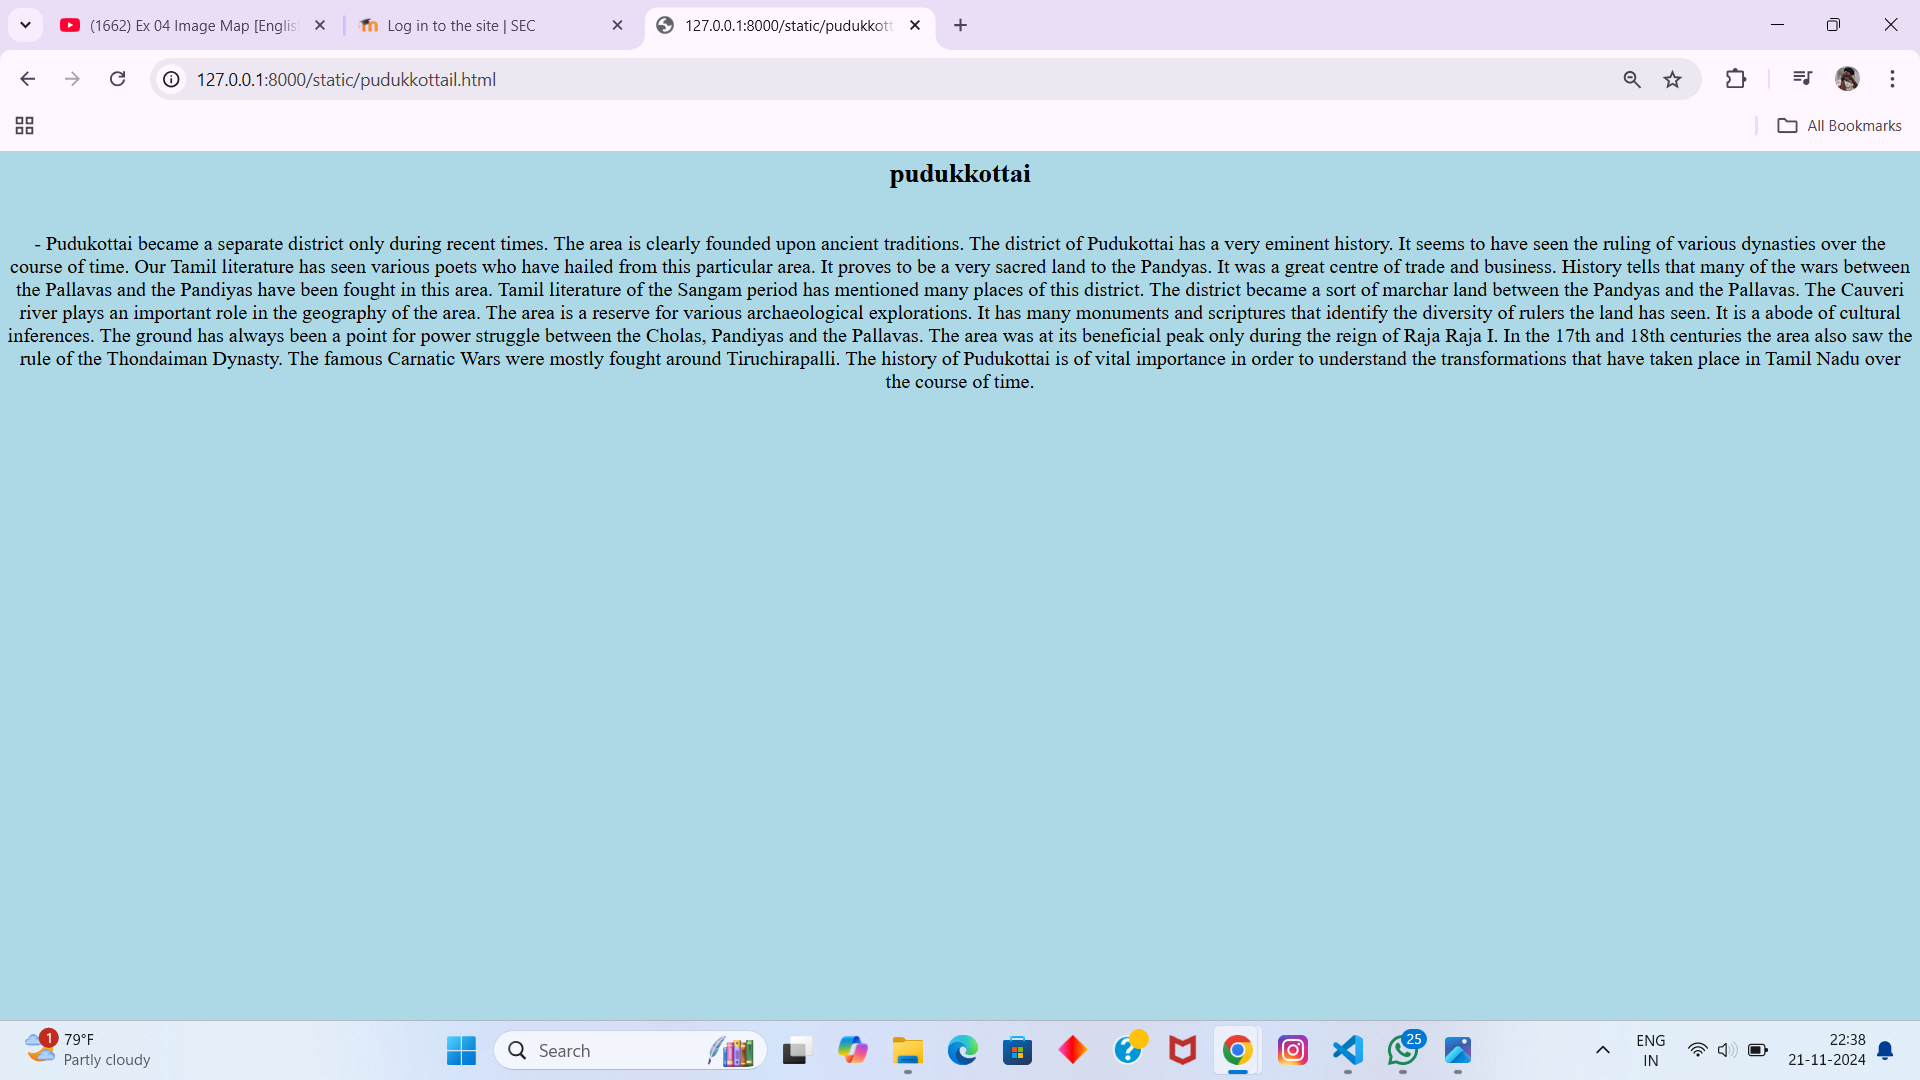 (1662) Ex 04 Image Map [Englis
Log in to the site | SEC
127.0.0.1:8000/static/pudukkott
127.0.0.1:8000/static/pudukkottail.html
All Bookmarks
pudukkottai
- Pudukottai became a separate district only during recent times. The area is clearly founded upon ancient traditions. The district of Pudukottai has a very eminent history. It seems to have seen the ruling of various dynasties over the
course of time. Our Tamil literature has seen various poets who have hailed from this particular area. It proves to be a very sacred land to the Pandyas. It was a great centre of trade and business. History tells that many of the wars between
the Pallavas and the Pandiyas have been fought in this area. Tamil literature of the Sangam period has mentioned many places of this district. The district became a sort of marchar land between the Pandyas and the Pallavas. The Cauveri
river plays an important role in the geography of the area. The area is a reserve for various archaeological explorations. It has many monuments and scriptures that identify the diversity of rulers the land has seen. It is a abode of cultural
inferences. The ground has always been a point for power struggle between the Cholas, Pandiyas and the Pallavas. The area was at its beneficial peak only during the reign of Raja Raja I. In the 17th and 18th centuries the area also saw the
rule of the Thondaiman Dynasty. The famous Carnatic Wars were mostly fought around Tiruchirapalli. The history of Pudukottai is of vital importance in order to understand the transformations that have taken place in Tamil Nadu over
the course of time.
1
79°F
Partly cloudy
Search
25
ENG
IN
22:38
21-11-2024